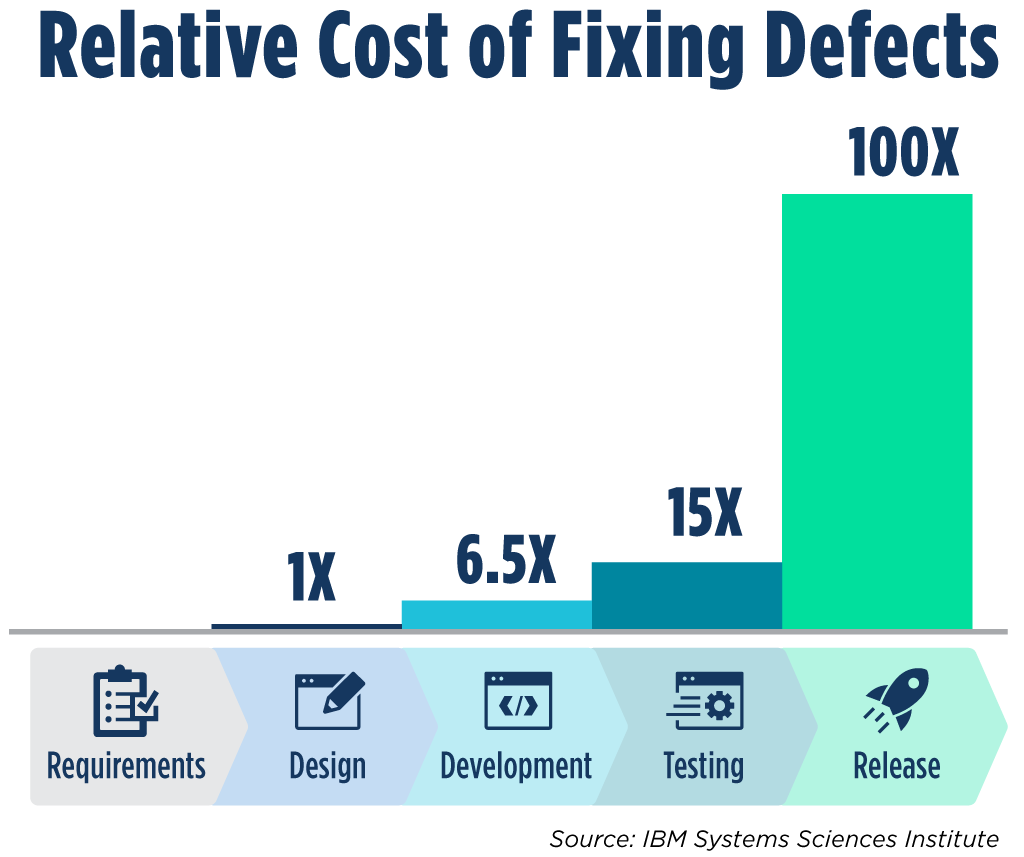 Relative Cost of Fixing Defects
100X
15X
6.5X
1X
</>
Requirements
Design
Development
Testing
Release
Source: IBM Systems Sciences Institute